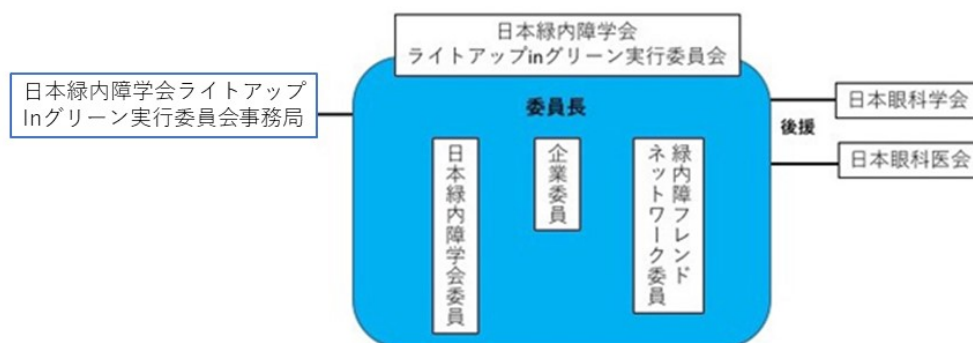 日本緑内障学会
ライトアップinグリーン実行委員会
日本緑内障学会ライトアップ
Inグリーン実行委員会事務局
委員長
日本緑内障学会委員
企業委員
緑内障フレンド
ネットワーク委員
日本眼科学会
後援
日本眼科医会